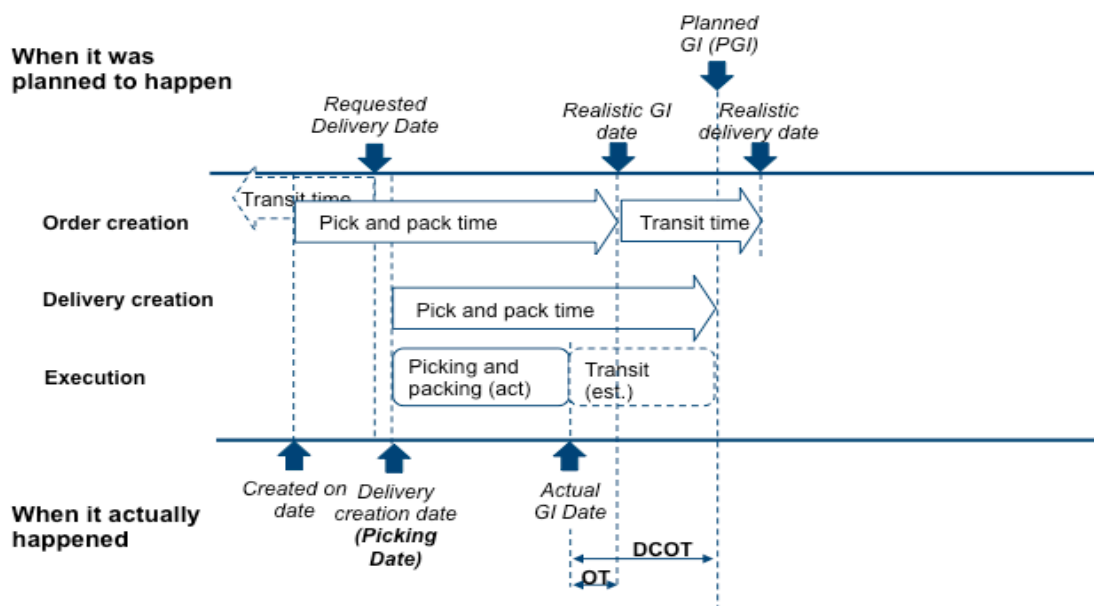 Planned
GI (PGI)
When it was
planned to happen
Requested
Delivery Date
Realistic GI
date
Realistic
delivery date
Transit time
Order creation
Pick and pack time
Transit time
Delivery creation
Pick and pack time
Execution
Picking and
packing (act)
Transit
(est.)
Created on
date
Delivery
creation date
(Picking
Date)
Actual
GI Date
When it actually
happened
DCOT
OT